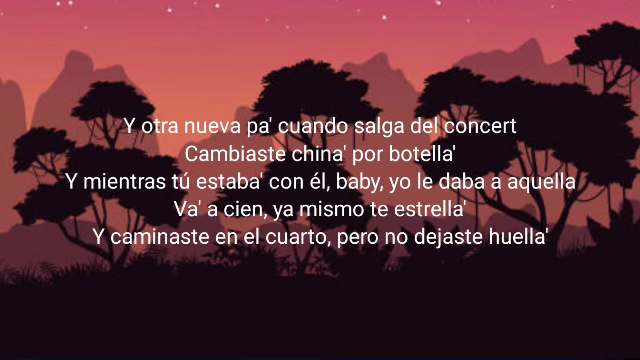 Y otra nueva pa' cuando salga del concert
Cambiaste china' por botella'
Y mientras tú estaba' con él, baby, yo le daba a aquella
Va' a cien, ya mismo te estrella'
Y caminaste en el cuarto, pero no dejaste huella'